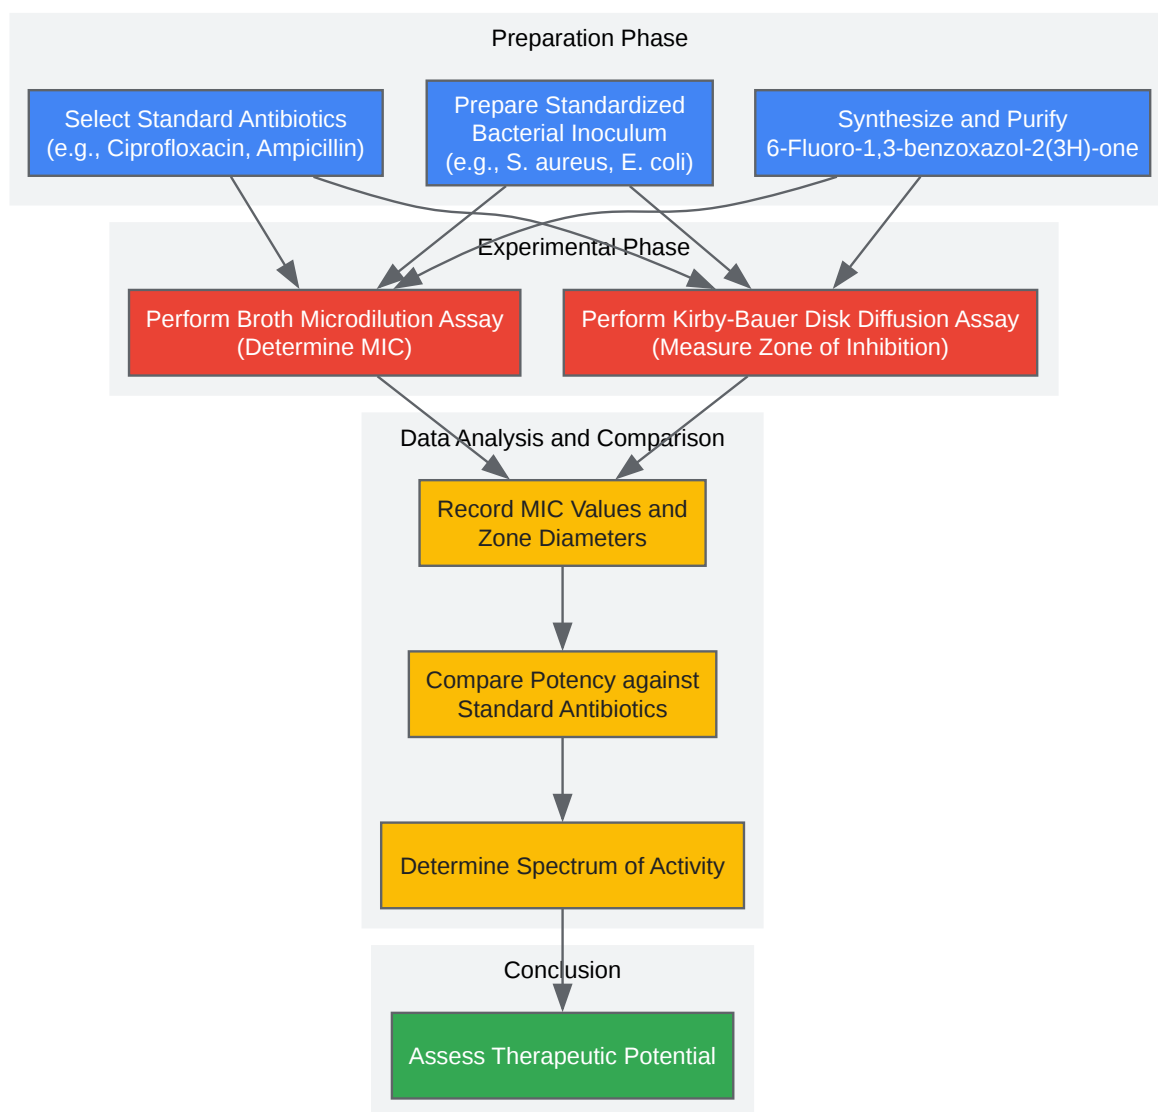 Preparation Phase
Select Standard Antibiotics
(e.g., Ciprofloxacin, Ampicillin)
Prepare Standardized
Bacterial Inoculum
(e.g., S. aureus, E. coli)
Synthesize and Purify
6-Fluoro-1,3-benzoxazol-2(3H)-one
Experimental Phase
Perform Broth Microdilution Assay
(Determine MIC)
Perform Kirby-Bauer Disk Diffusion Assay
(Measure Zone of Inhibition)
Data Analysis and Comparison
Record MIC Values and
Zone Diameters
Compare Potency against
Standard Antibiotics
Determine Spectrum of Activity
Conclusion
Assess Therapeutic Potential